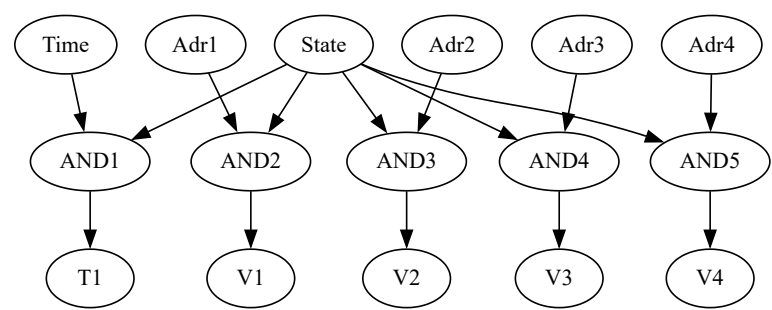 Time Adr1 State Adr2 Adr3 Adr4
AND1 AND2 AND3 AND4 AND5
T1 V1 V2 V3 V4